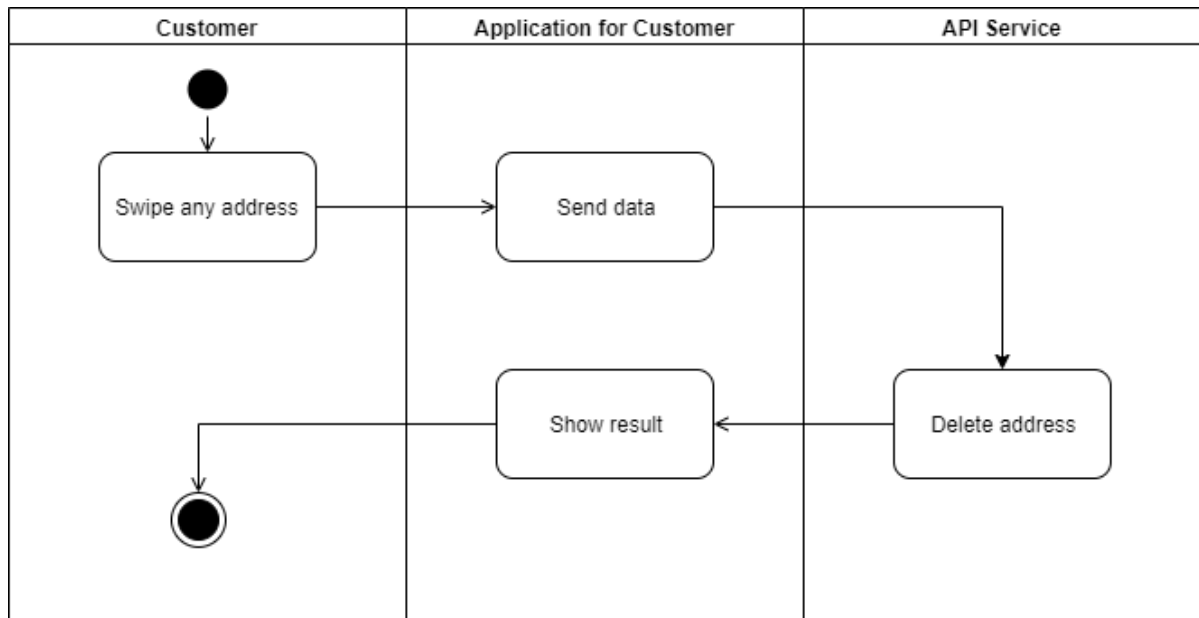 Customer
Application for Customer
API Service
Swipe any address
Send data
Show result
Delete address